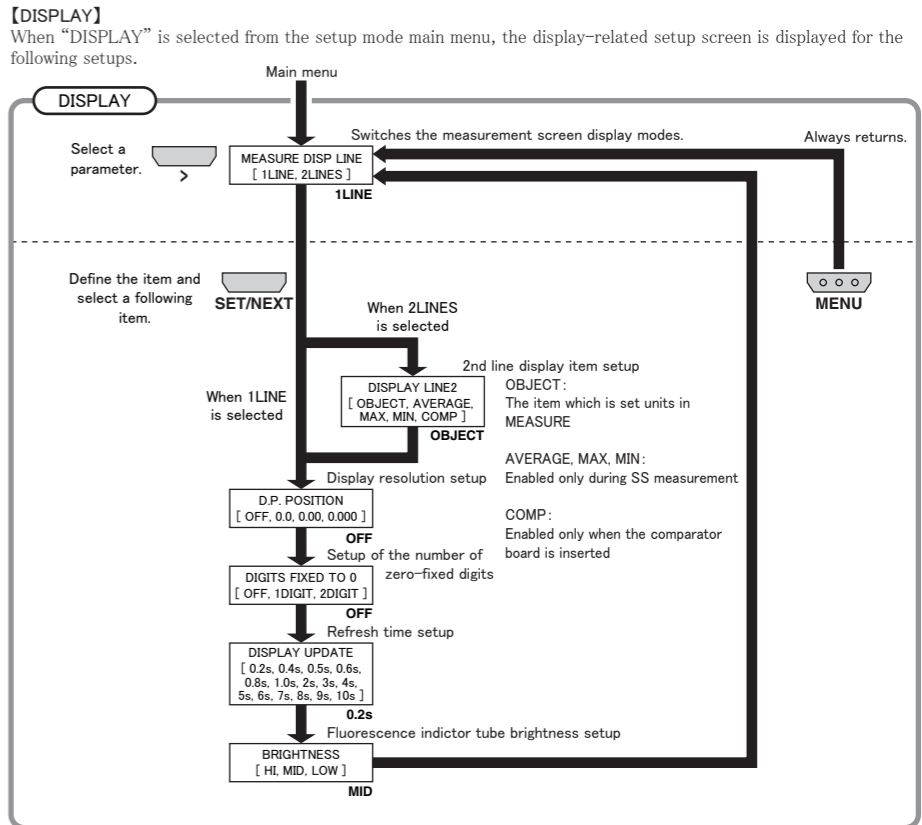 【DISPLAY】
When “DISPLAY” is selected from the setup mode main menu, the display-related setup screen is displayed for the
following setups.
Main menu
DISPLAY
Select a
parameter.
>
Switches the measurement screen display modes.
Always returns.
MEASURE DISP LINE
[ 1LINE, 2LINES ]
1LINE
Define the item and
select a following
item.
SET/NEXT
MENU
When 2LINES
is selected
When 1LINE
is selected
2nd line display item setup
DISPLAY LINE2
[ OBJECT, AVERAGE,
MAX, MIN, COMP ]
OBJECT
OBJECT:
The item which is set units in
MEASURE
AVERAGE, MAX, MIN:
Enabled only during SS measurement
COMP:
Enabled only when the comparator
board is inserted
Display resolution setup
D.P. POSITION
[ OFF, 0.0, 0.00, 0.000 ]
OFF
Setup of the number of
zero-fixed digits
DIGITS FIXED TO 0
[ OFF, 1DIGIT, 2DIGIT ]
OFF
Refresh time setup
DISPLAY UPDATE
[ 0.2s, 0.4s, 0.5s, 0.6s,
0.8s, 1.0s, 2s, 3s, 4s,
5s, 6s, 7s, 8s, 9s, 10s ]
0.2s
Fluorescence indictor tube brightness setup
BRIGHTNESS
[ HI, MID, LOW ]
MID